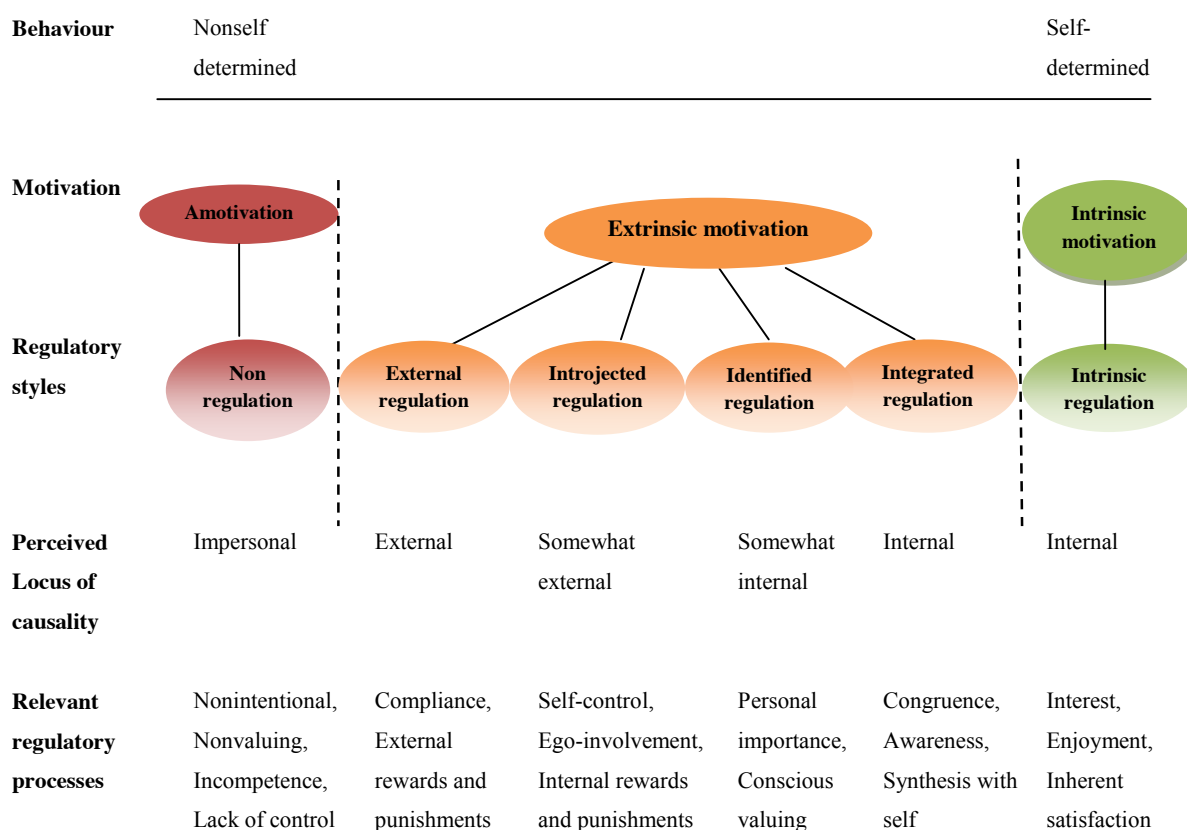 Behaviour Nonself Self-
determined determined
Motivation
Amotivation Extrinsic motivation Intrinsic
motivation
Regulatory
styles
Non
regulation
External
regulation
Introjected
regulation
Identified
regulation
Integrated
regulation
Intrinsic
regulation
Perceived Impersonal External Somewhat Somewhat Internal Internal
Locus of external internal
causality
Relevant Nonintentional, Compliance, Self-control, Personal Congruence, Interest,
regulatory Nonvaluing, External Ego-involvement, importance, Awareness, Enjoyment,
processes Incompetence, rewards and Internal rewards Conscious Synthesis with Inherent
Lack of control punishments and punishments valuing self satisfaction